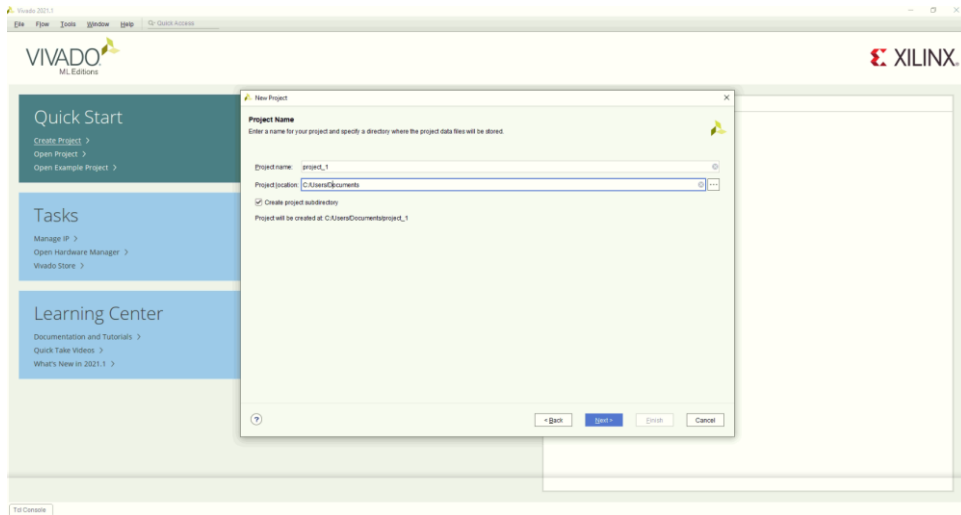 Vivado 2021.1
File Flow Tools Window Help Quick Access
VIVADO
ML Editions
XILINX
Quick Start
Create Project >
Open Project >
Open Example Project >
Tasks
Manage IP >
Open Hardware Manager >
Vivado Store >
Learning Center
Documentation and Tutorials >
Quick Take Videos >
What's New in 2021.1 >
New Project
Project Name
Enter a name for your project and specify a directory where the project data files will be stored.
Project name: project_1
Project location: C:/Users/Documents
Create project subdirectory
Project will be created at: C:/Users/Documents/project_1
?
< Back Next > Finish Cancel
Tcl Console